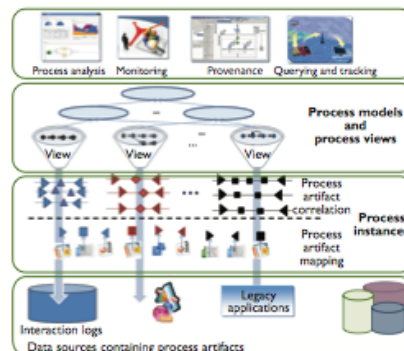 Process analysis Monitoring Provenance Querying and tracking
Process models
and
process views
View View View
Process
artifact
correlation
Process
instance
Process
artifact
mapping
Interaction logs
Legacy
applications
Data sources containing process artifacts